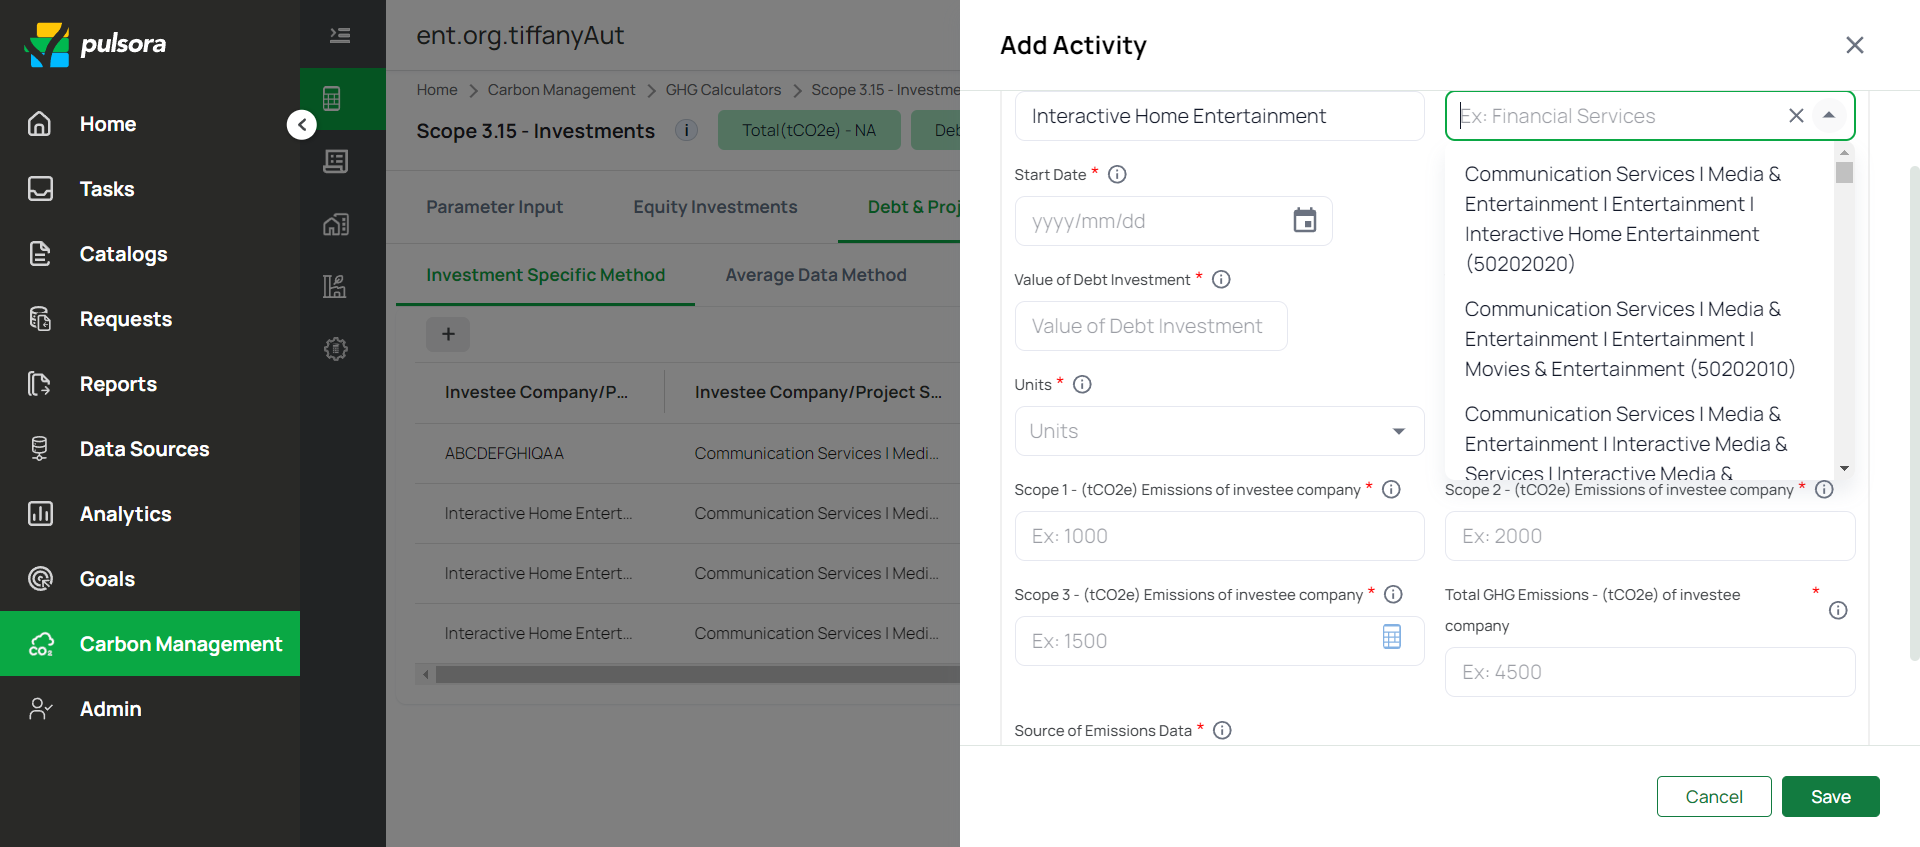 pulsora
Home
Tasks
Catalogs
Requests
Reports
Data Sources
Analytics
Goals
Carbon Management
Admin
ent.org.tiffanyAut
Home > Carbon Management > GHG Calculators > Scope 3.15 - Investme
Scope 3.15 - Investments
Total(tCO2e) - NA
Deb
Parameter Input
Equity Investments
Debt & Proj
Investment Specific Method
Average Data Method
+
Investee Company/P...
Investee Company/Project S...
ABCDEFGHIQAA
Communication Services | Medi...
Interactive Home Entert...
Communication Services | Medi...
Interactive Home Entert...
Communication Services | Medi...
Interactive Home Entert...
Communication Services | Medi...
Add Activity
Interactive Home Entertainment
Ex: Financial Services
Communication Services | Media &
Entertainment | Entertainment |
Interactive Home Entertainment
(50202020)
Communication Services | Media &
Entertainment | Entertainment |
Movies & Entertainment (50202010)
Communication Services | Media &
Entertainment | Interactive Media &
Services | Interactive Media &
Start Date *
yyyy/mm/dd
Value of Debt Investment *
Value of Debt Investment
Units *
Units
Scope 1 - (tCO2e) Emissions of investee company *
Ex: 1000
Scope 2 - (tCO2e) Emissions of investee company *
Ex: 2000
Scope 3 - (tCO2e) Emissions of investee company *
Ex: 1500
Total GHG Emissions - (tCO2e) of investee *
company
Ex: 4500
Source of Emissions Data *
Cancel
Save